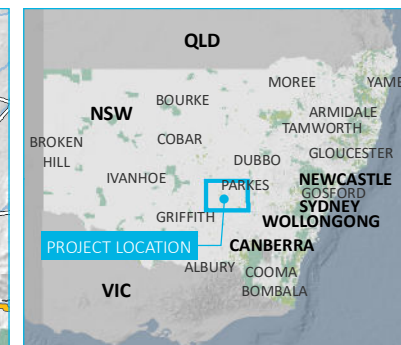 QLD
MOREE
YAMB
BOURKE
NSW
ARMIDALE
TAMWORTH
BROKEN
HILL
COBAR
DUBBO
GLOUCESTER
IVANHOE
PARKES
NEWCASTLE
GOSFORD
SYDNEY
GRIFFITH
WOLLONGONG
PROJECT LOCATION
CANBERRA
ALBURY
COOMA
VIC
BOMBALA